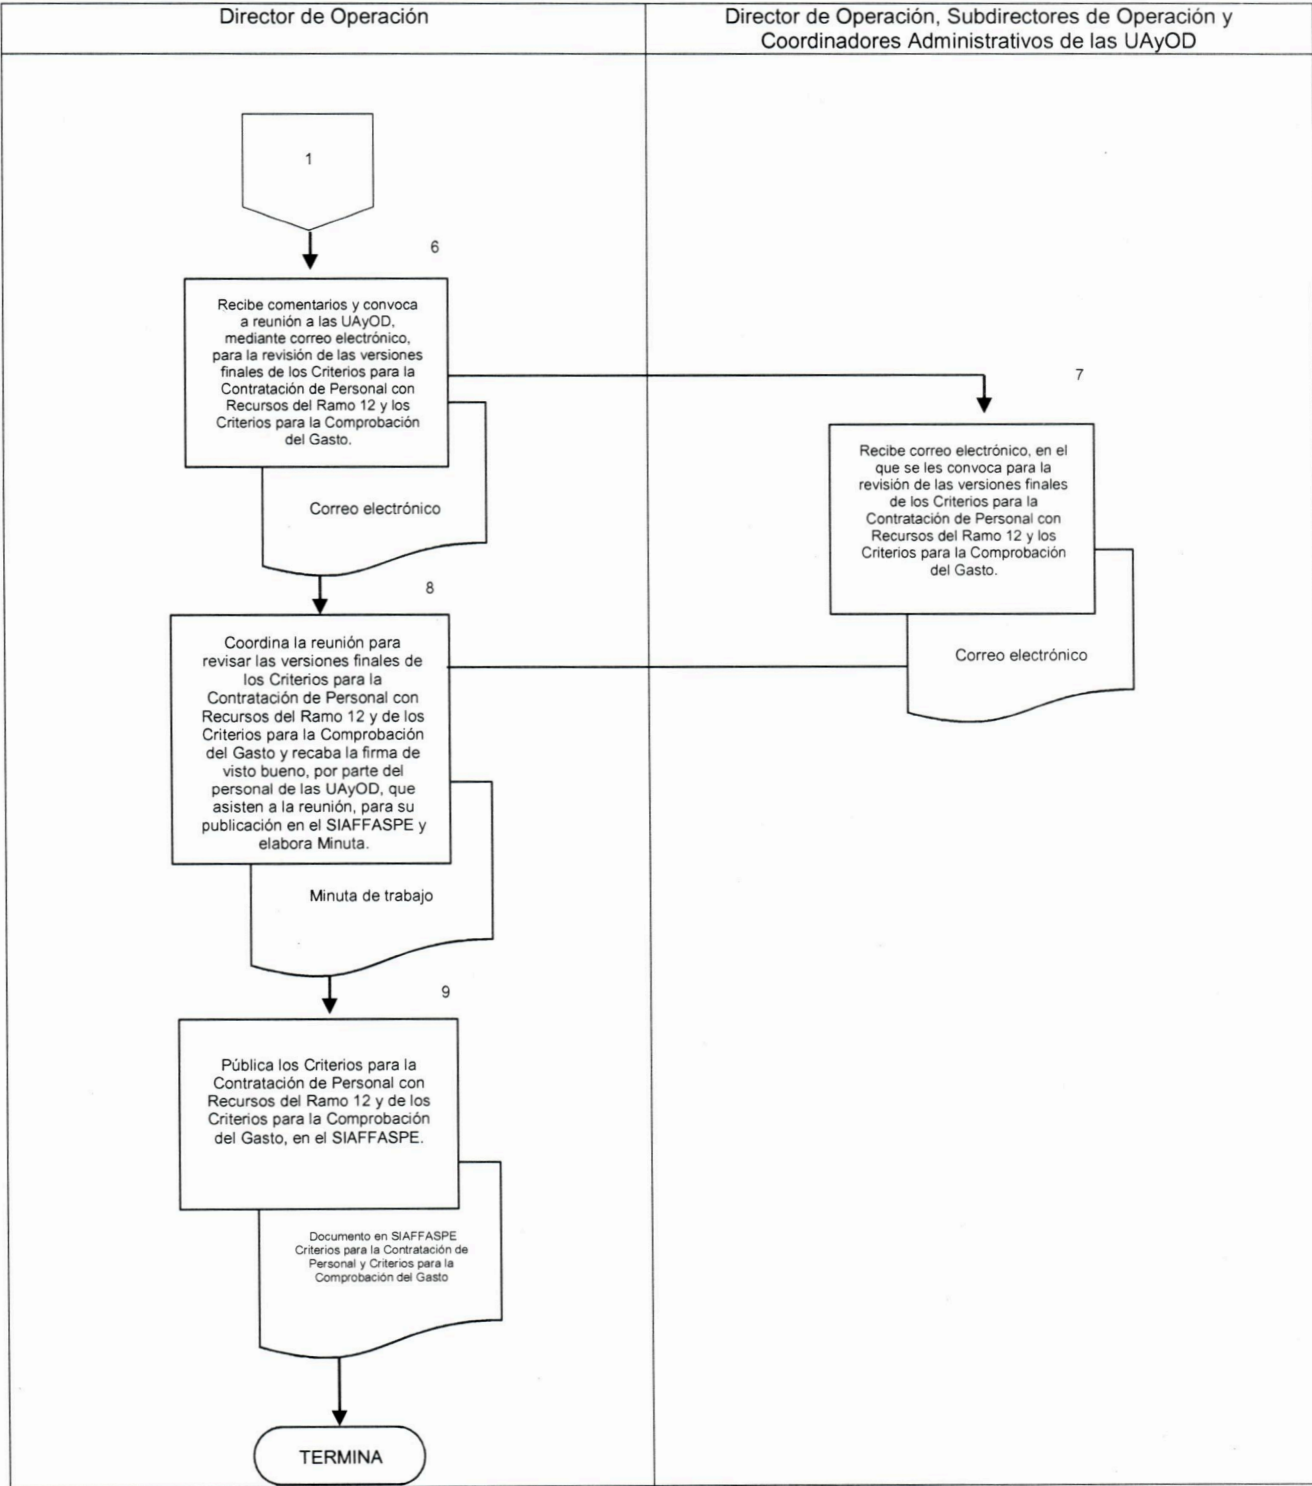 Director de Operación
Director de Operación, Subdirectores de Operación y
Coordinadores Administrativos de las UAyOD
1
6
Recibe comentarios y convoca
a reunión a las UAyOD,
mediante correo electrónico,
para la revisión de las versiones
finales de los Criterios para la
Contratación de Personal con
Recursos del Ramo 12 y los
Criterios para la Comprobación
del Gasto.
Correo electrónico
7
Recibe correo electrónico, en el
que se les convoca para la
revisión de las versiones finales
de los Criterios para la
Contratación de Personal con
Recursos del Ramo 12 y los
Criterios para la Comprobación
del Gasto.
Correo electrónico
8
Coordina la reunión para
revisar las versiones finales de
los Criterios para la
Contratación de Personal con
Recursos del Ramo 12 y de los
Criterios para la Comprobación
del Gasto y recaba la firma de
visto bueno, por parte del
personal de las UAyOD, que
asisten a la reunión, para su
publicación en el SIAFFASPE y
elabora Minuta.
Minuta de trabajo
9
Pública los Criterios para la
Contratación de Personal con
Recursos del Ramo 12 y de los
Criterios para la Comprobación
del Gasto, en el SIAFFASPE.
Documento en SIAFFASPE
Criterios para la Contratación de
Personal y Criterios para la
Comprobación del Gasto
TERMINA